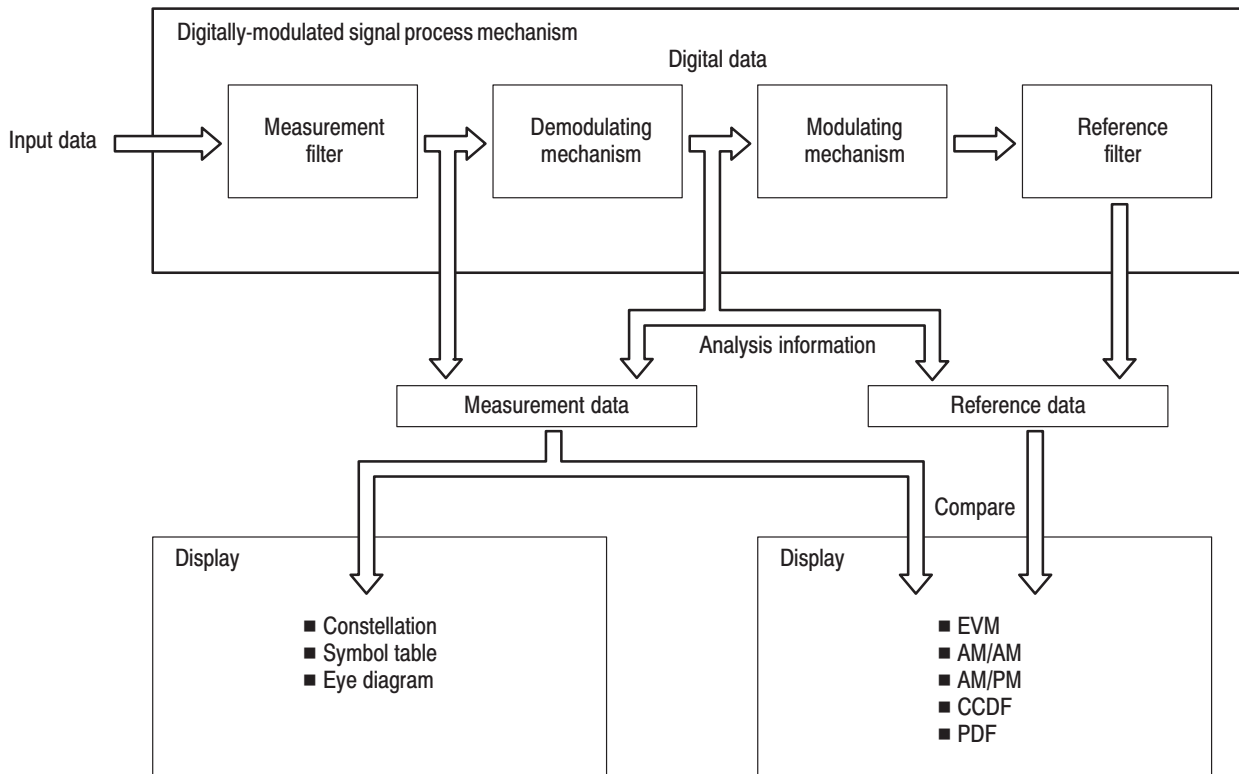 Digitally-modulated signal process mechanism
Digital data
Input data
Measurement
filter
Demodulating
mechanism
Modulating
mechanism
Reference
filter
Analysis information
Measurement data
Reference data
Compare
Display
■ Constellation
■ Symbol table
■ Eye diagram
Display
■ EVM
■ AM/AM
■ AM/PM
■ CCDF
■ PDF